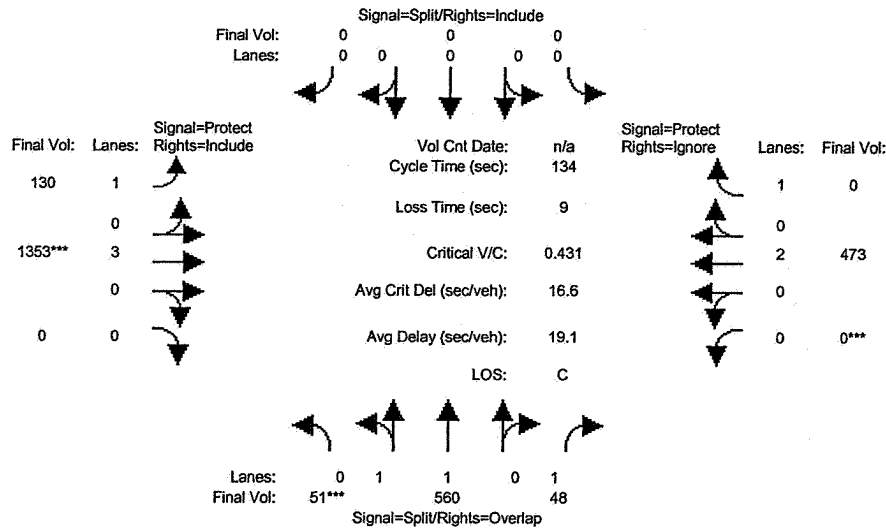 Signal=Split/Rights=Include
Final Vol: 0 0 0
Lanes: 0 0 0 0 0
Signal=Protect
Final Vol: Lanes: Rights=Include
Vol Cnt Date: n/a
Signal=Protect
Rights=Ignore Lanes: Final Vol:
Cycle Time (sec): 134
130 1
1 0
Loss Time (sec): 9
0
0
1353*** 3
Critical V/C: 0.431
2 473
0
Avg Crit Del (sec/veh): 16.6
0
0 0
Avg Delay (sec/veh): 19.1
0 0***
LOS: C
Lanes: 0 1 1 0 1
Final Vol: 51*** 560 48
Signal=Split/Rights=Overlap